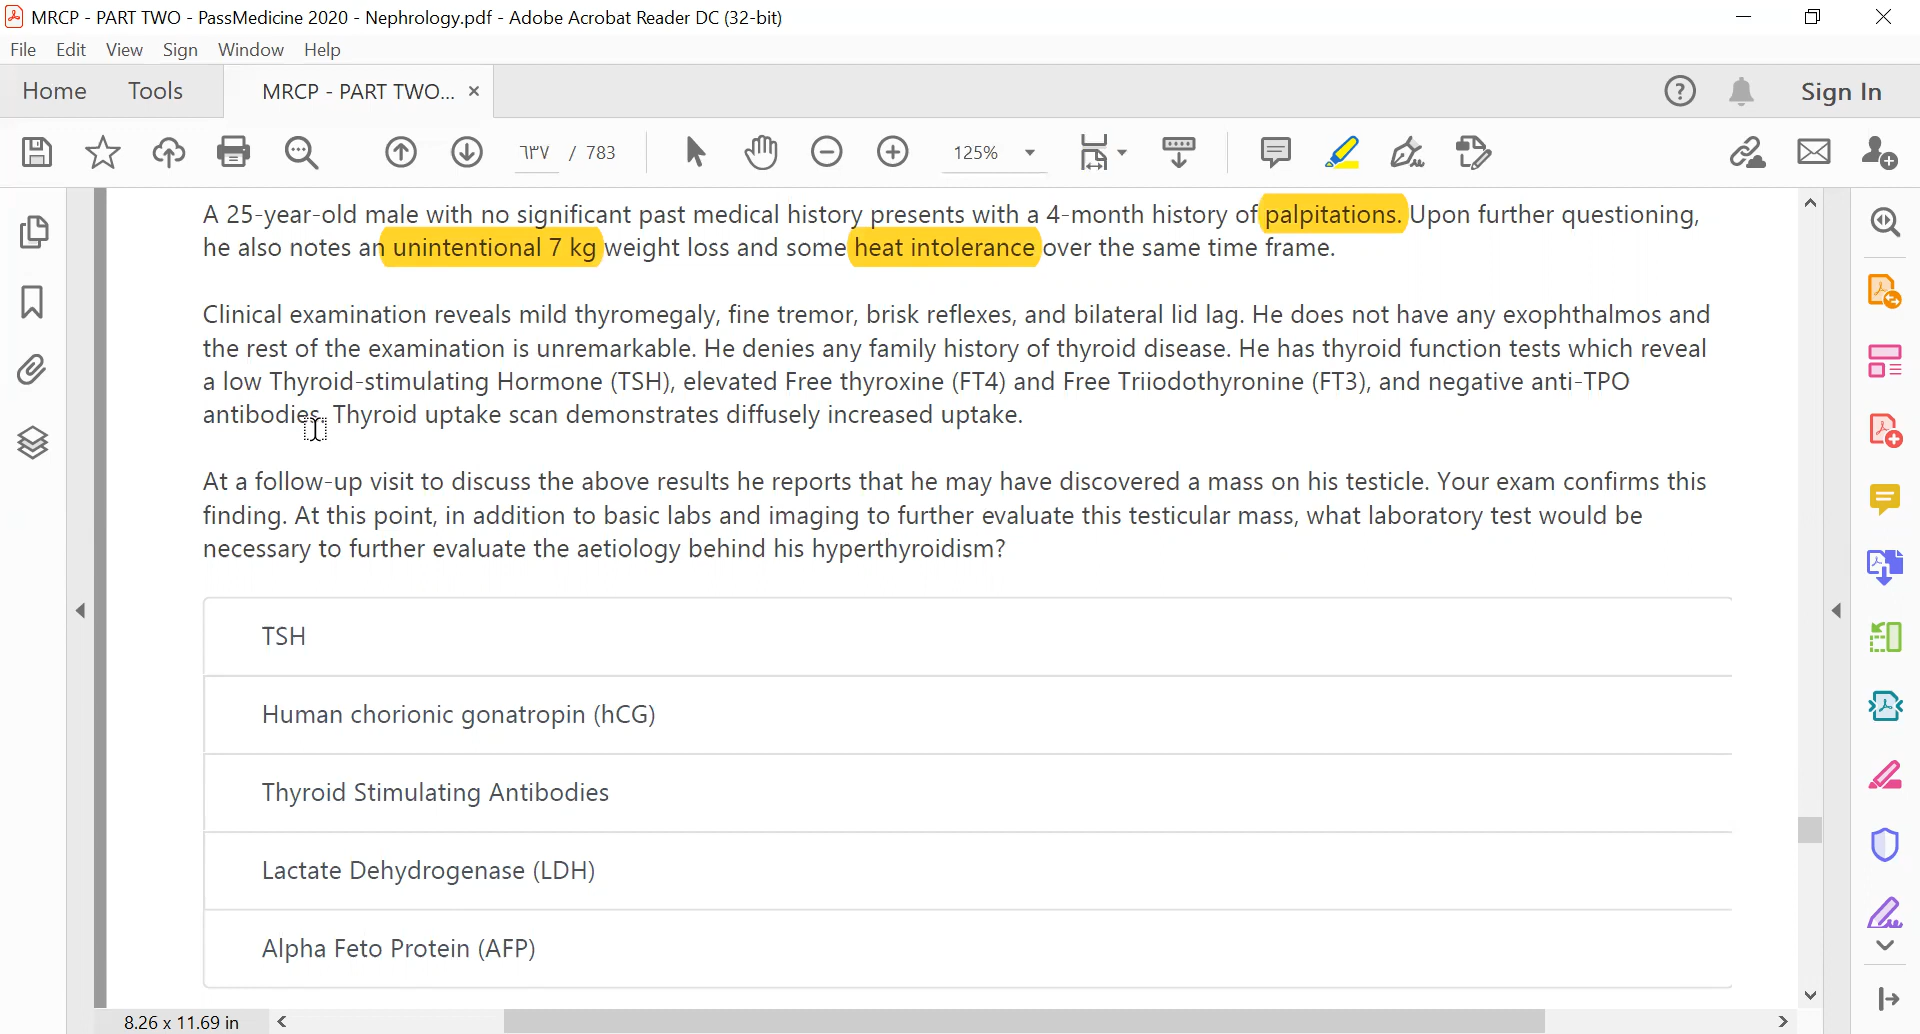 MRCP - PART TWO - PassMedicine 2020 - Nephrology.pdf - Adobe Acrobat Reader DC (32-bit)
File Edit View Sign Window Help
Home Tools MRCP - PART TWO... × Sign In
٦٣٧ / 783 125%
A 25-year-old male with no significant past medical history presents with a 4-month history of palpitations. Upon further questioning,
he also notes an unintentional 7 kg weight loss and some heat intolerance over the same time frame.
Clinical examination reveals mild thyromegaly, fine tremor, brisk reflexes, and bilateral lid lag. He does not have any exophthalmos and
the rest of the examination is unremarkable. He denies any family history of thyroid disease. He has thyroid function tests which reveal
a low Thyroid-stimulating Hormone (TSH), elevated Free thyroxine (FT4) and Free Triiodothyronine (FT3), and negative anti-TPO
antibodies. Thyroid uptake scan demonstrates diffusely increased uptake.
At a follow-up visit to discuss the above results he reports that he may have discovered a mass on his testicle. Your exam confirms this
finding. At this point, in addition to basic labs and imaging to further evaluate this testicular mass, what laboratory test would be
necessary to further evaluate the aetiology behind his hyperthyroidism?
TSH
Human chorionic gonatropin (hCG)
Thyroid Stimulating Antibodies
Lactate Dehydrogenase (LDH)
Alpha Feto Protein (AFP)
8.26 x 11.69 in